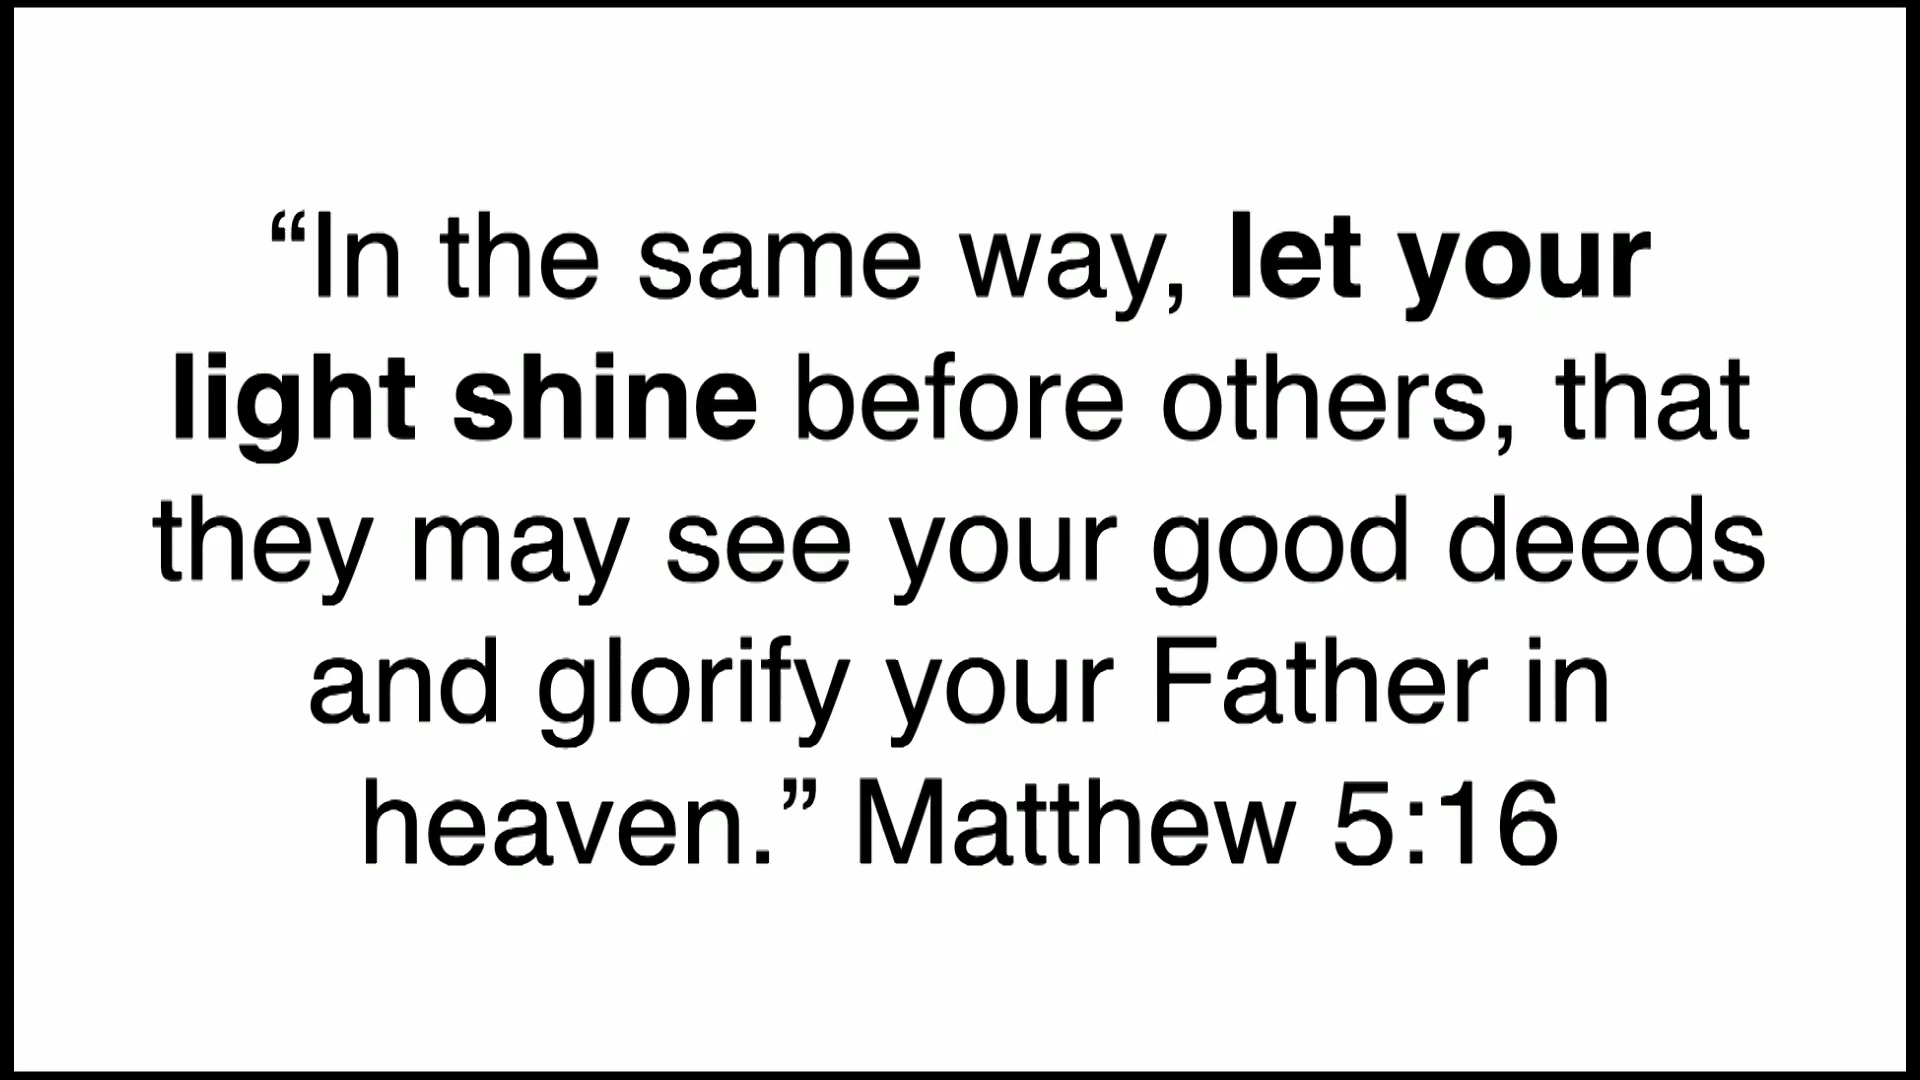 “In the same way, let your
light shine before others, that
they may see your good deeds
and glorify your Father in
heaven.” Matthew 5:16